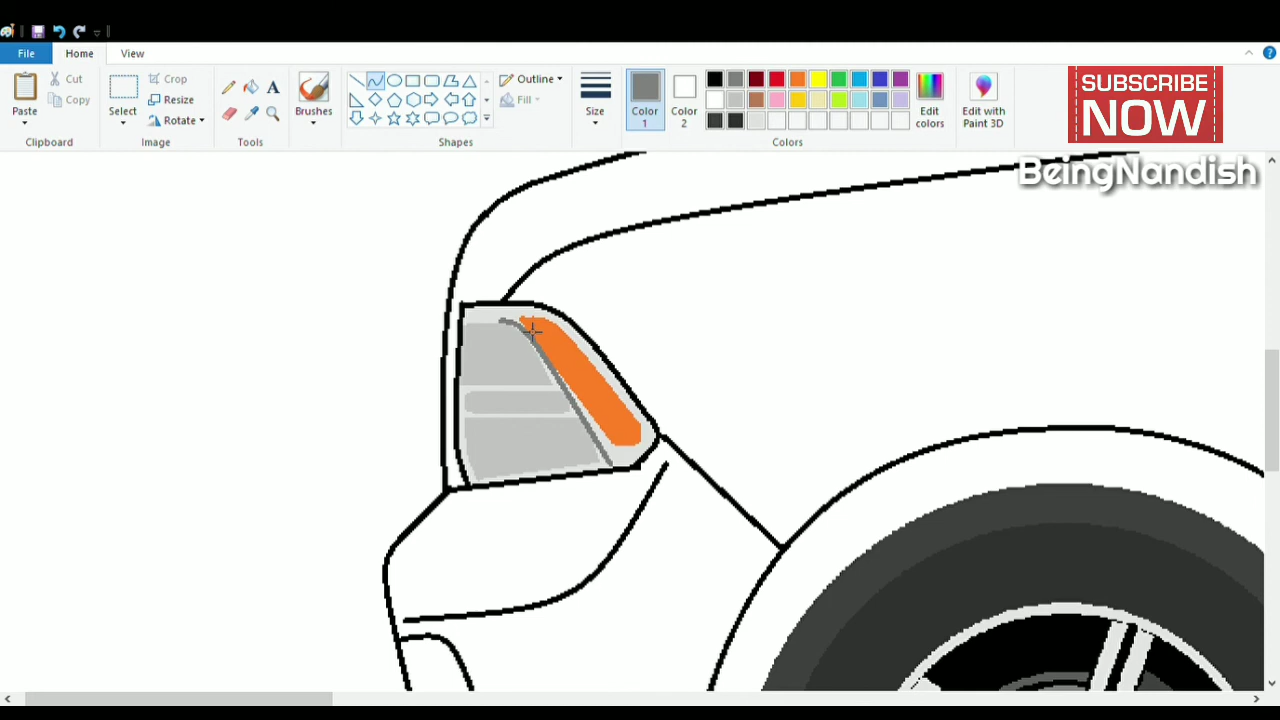 File Home View
Paste
Cut
Copy
Clipboard
Select
Crop
Resize
Rotate
Image
A
Tools
Brushes
Outline
Fill
Shapes
Size
Color 1
Color 2
Edit colors
Colors
Edit with Paint 3D
SUBSCRIBE
NOW
BeingNandish